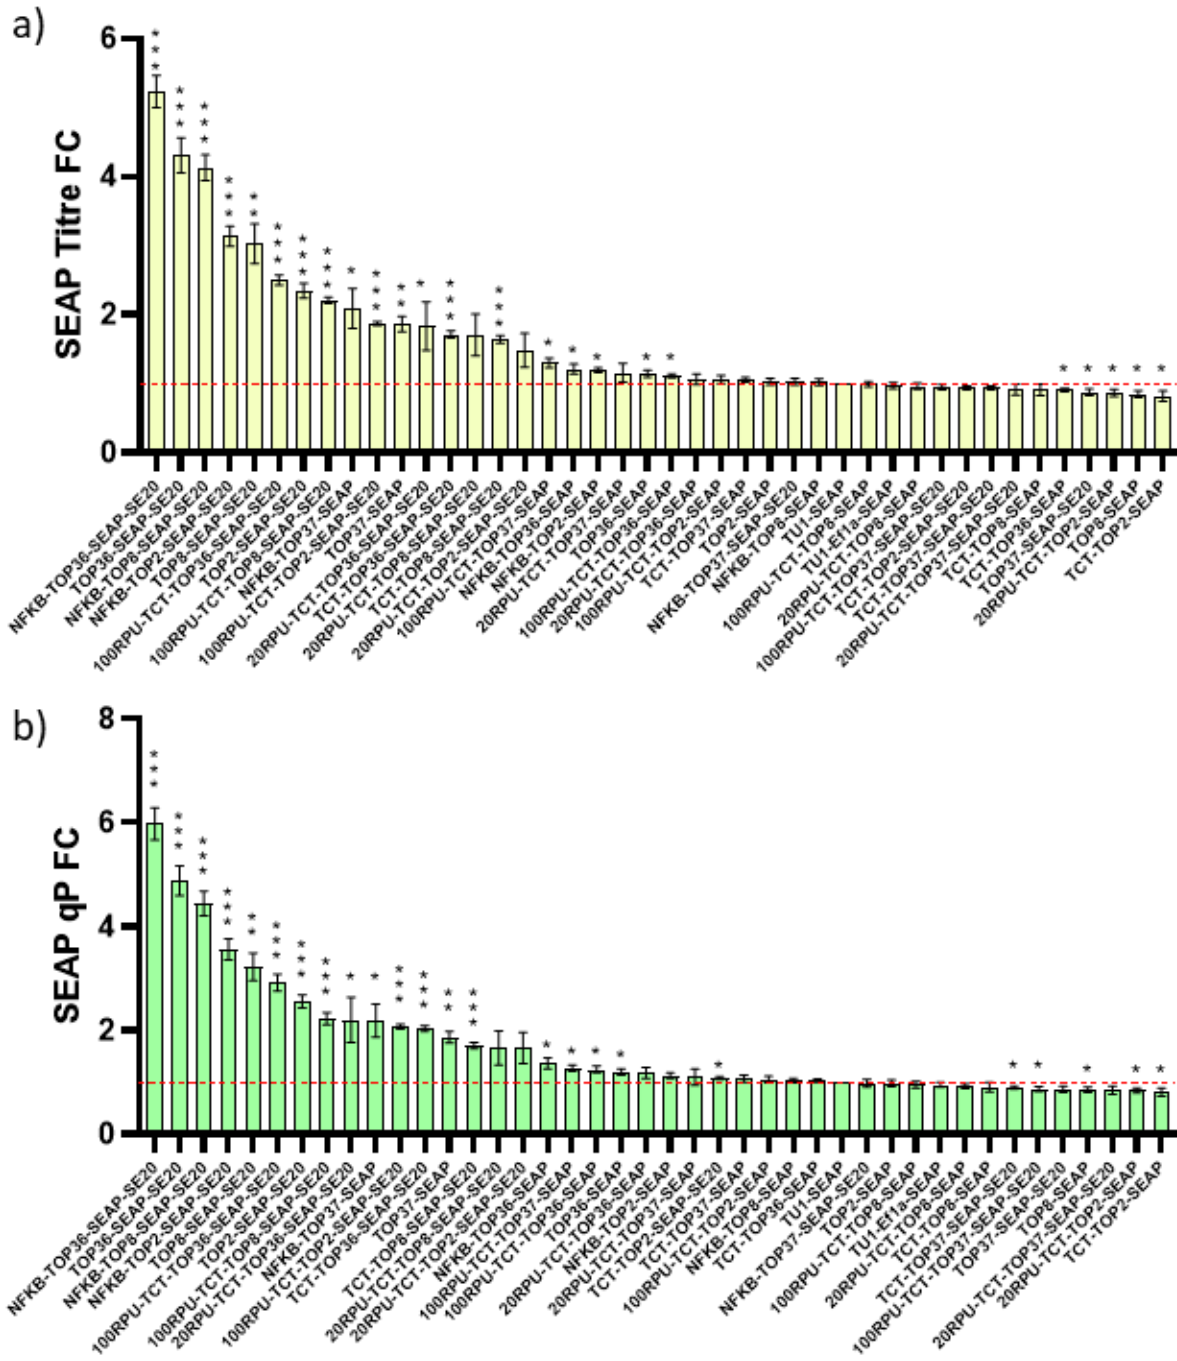 a)
SEAP Titre FC
6
4
2
0
NFKB-TOP36-SEAP-SE20
TOP36-SEAP-SE20
NFKB-TOP8-SEAP-SE20
NFKB-TOP2-SEAP-SE20
TOP8-SEAP-SE20
100RPU-TCT-TOP36-SEAP-SE20
TOP2-SEAP-SE20
100RPU-TCT-TOP8-SEAP-SE20
NFKB-TOP37-SEAP
100RPU-TCT-TOP2-SEAP-SE20
TOP37-SEAP
20RPU-TCT-TOP36-SEAP-SE20
TCT-TOP36-SEAP-SE20
20RPU-TCT-TOP8-SEAP-SE20
TCT-TOP8-SEAP-SE20
20RPU-TCT-TOP2-SEAP-SE20
100RPU-TCT-TOP37-SEAP
NFKB-TOP36-SEAP
NFKB-TOP2-SEAP
20RPU-TCT-TOP37-SEAP
TOP36-SEAP
100RPU-TCT-TOP36-SEAP
20RPU-TCT-TOP36-SEAP
100RPU-TCT-TOP2-SEAP
TCT-TOP37-SEAP
TOP2-SEAP
NFKB-TOP37-SEAP-SE20
NFKB-TOP8-SEAP
TU1-SEAP
100RPU-TCT-TOP8-SEAP
TU1-Ef1a-SEAP
20RPU-TCT-TOP8-SEAP
100RPU-TCT-TOP37-SEAP-SE20
TCT-TOP2-SEAP-SE20
TCT-TOP37-SEAP-SE20
20RPU-TCT-TOP37-SEAP-SE20
TCT-TOP8-SEAP
TCT-TOP36-SEAP
TOP37-SEAP-SE20
20RPU-TCT-TOP2-SEAP
TOP8-SEAP
TCT-TOP2-SEAP
b)
SEAP qP FC
8
6
4
2
0
NFKB-TOP36-SEAP-SE20
TOP36-SEAP-SE20
NFKB-TOP8-SEAP-SE20
NFKB-TOP2-SEAP-SE20
TOP8-SEAP-SE20
100RPU-TCT-TOP36-SEAP-SE20
TOP2-SEAP-SE20
100RPU-TCT-TOP8-SEAP-SE20
20RPU-TCT-TOP36-SEAP-SE20
NFKB-TOP37-SEAP
100RPU-TCT-TOP2-SEAP-SE20
TCT-TOP36-SEAP-SE20
TOP37-SEAP
TCT-TOP8-SEAP-SE20
20RPU-TCT-TOP8-SEAP-SE20
20RPU-TCT-TOP2-SEAP-SE20
NFKB-TOP36-SEAP
100RPU-TCT-TOP37-SEAP
100RPU-TCT-TOP36-SEAP
TOP36-SEAP
20RPU-TCT-TOP36-SEAP
NFKB-TOP2-SEAP
20RPU-TCT-TOP37-SEAP
TCT-TOP2-SEAP-SE20
TCT-TOP37-SEAP
100RPU-TCT-TOP2-SEAP
NFKB-TOP8-SEAP
TCT-TOP36-SEAP
TU1-SEAP
NFKB-TOP37-SEAP-SE20
TOP2-SEAP
100RPU-TCT-TOP8-SEAP
TU1-Ef1a-SEAP
20RPU-TCT-TOP8-SEAP
TCT-TOP8-SEAP
TCT-TOP37-SEAP-SE20
100RPU-TCT-TOP37-SEAP-SE20
TOP37-SEAP-SE20
TOP8-SEAP
20RPU-TCT-TOP37-SEAP-SE20
20RPU-TCT-TOP2-SEAP
TCT-TOP2-SEAP